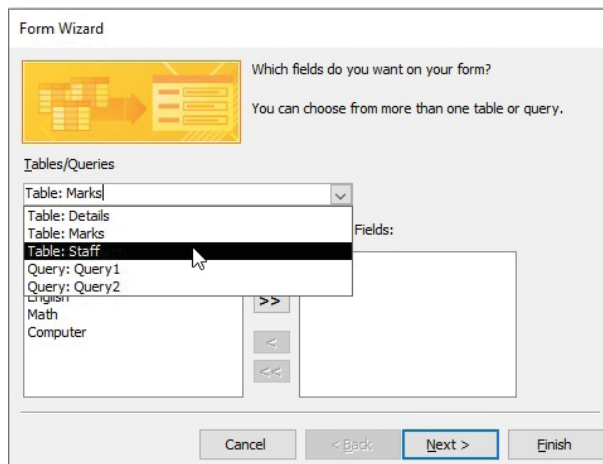 Form Wizard
Which fields do you want on your form?
You can choose from more than one table or query.
Tables/Queries
Table: Marks
Table: Details
Table: Marks
Table: Staff
Query: Query1
Query: Query2
Fields:
English
Math
Computer
>>
<
<<
Cancel
< Back
Next >
Finish